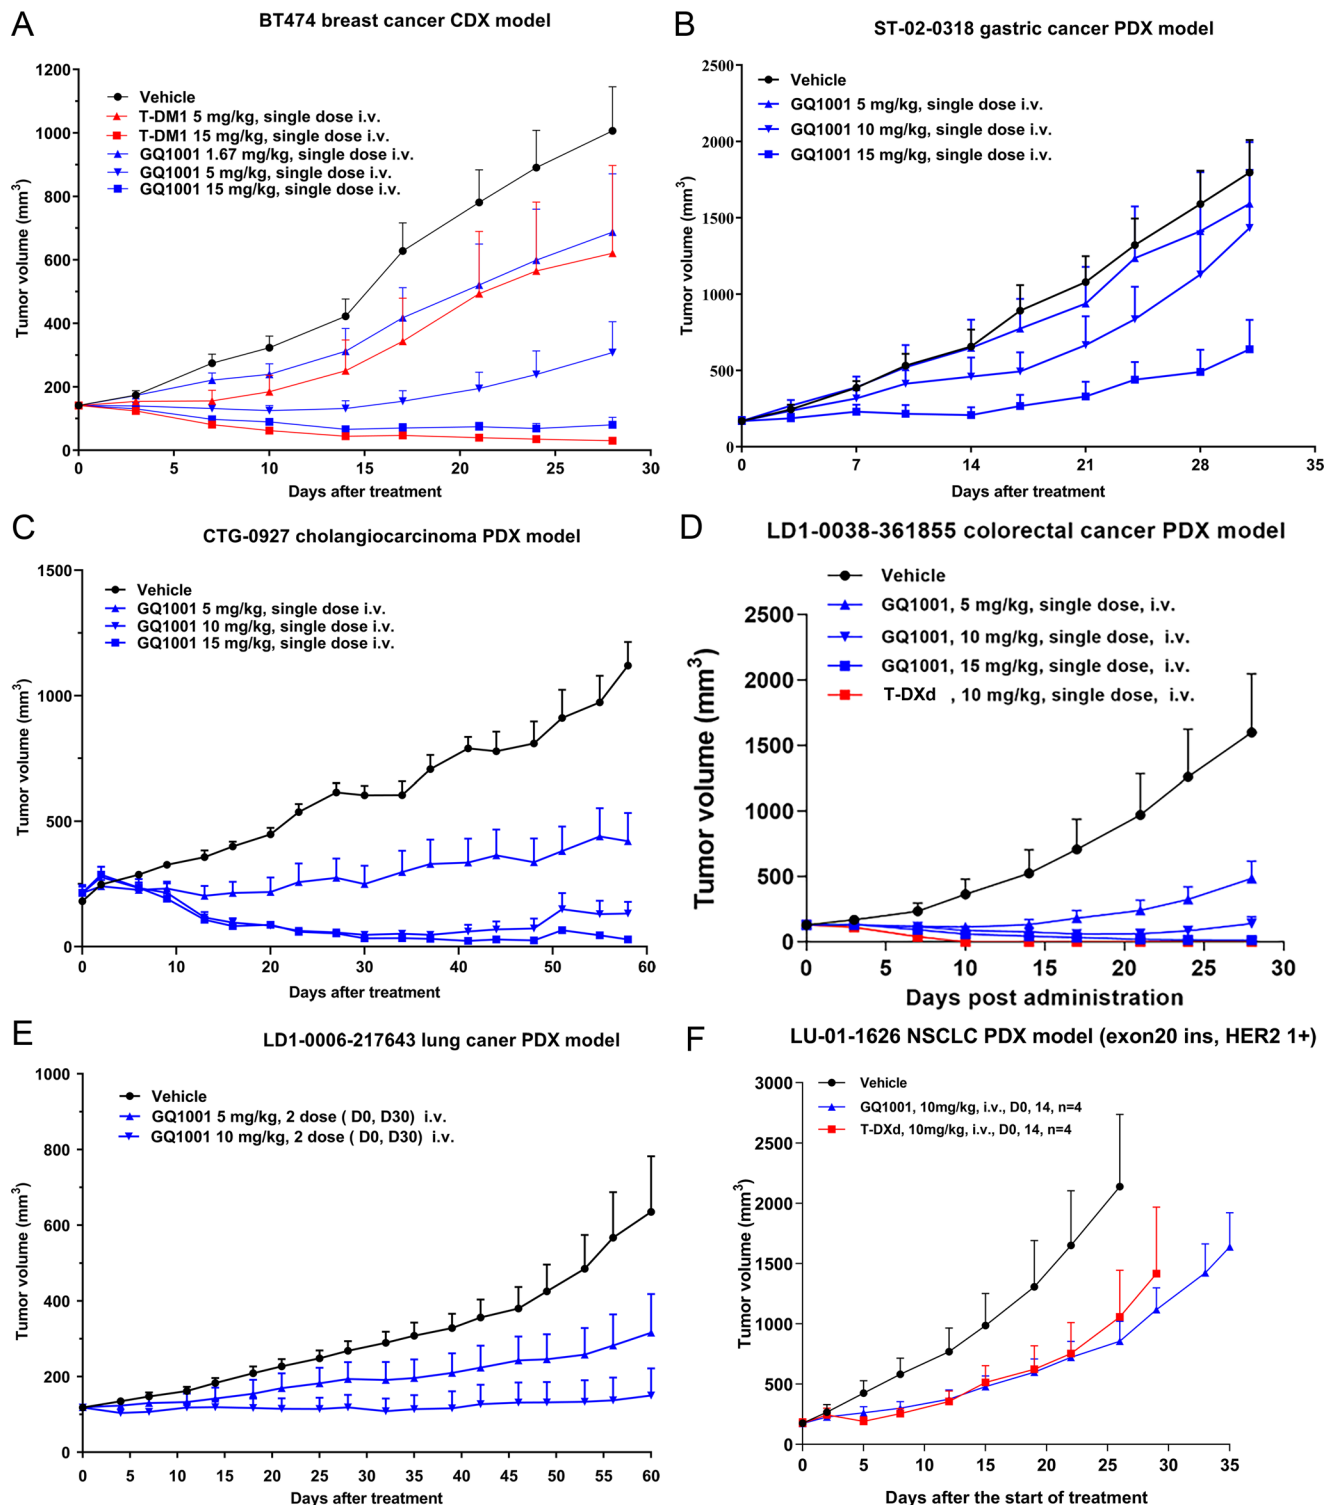 A
BT474 breast cancer CDX model
Tumor volume (mm3)
1200
1000
800
600
400
200
0
Vehicle
T-DM1 5 mg/kg, single dose i.v.
T-DM1 15 mg/kg, single dose i.v.
GQ1001 1.67 mg/kg, single dose i.v.
GQ1001 5 mg/kg, single dose i.v.
GQ1001 15 mg/kg, single dose i.v.
0 5 10 15 20 25 30
Days after treatment
B
ST-02-0318 gastric cancer PDX model
Tumor volume (mm3)
2500
2000
1500
1000
500
0
Vehicle
GQ1001 5 mg/kg, single dose i.v.
GQ1001 10 mg/kg, single dose i.v.
GQ1001 15 mg/kg, single dose i.v.
0 7 14 21 28 35
Days after treatment
C
CTG-0927 cholangiocarcinoma PDX model
Tumor volume (mm3)
1500
1000
500
0
Vehicle
GQ1001 5 mg/kg, single dose i.v.
GQ1001 10 mg/kg, single dose i.v.
GQ1001 15 mg/kg, single dose i.v.
0 10 20 30 40 50 60
Days after treatment
D
LD1-0038-361855 colorectal cancer PDX model
Vehicle
GQ1001, 5 mg/kg, single dose, i.v.
GQ1001, 10 mg/kg, single dose, i.v.
GQ1001, 15 mg/kg, single dose, i.v.
T-DXd , 10 mg/kg, single dose, i.v.
Tumor volume (mm3)
2500
2000
1500
1000
500
0
0 5 10 15 20 25 30
Days post administration
E
LD1-0006-217643 lung caner PDX model
Tumor volume (mm3)
1000
800
600
400
200
0
Vehicle
GQ1001 5 mg/kg, 2 dose ( D0, D30) i.v.
GQ1001 10 mg/kg, 2 dose ( D0, D30) i.v.
0 5 10 15 20 25 30 35 40 45 50 55 60
Days after treatment
F
LU-01-1626 NSCLC PDX model (exon20 ins, HER2 1+)
Tumor volume (mm3)
3000
2500
2000
1500
1000
500
0
Vehicle
GQ1001, 10mg/kg, i.v., D0, 14, n=4
T-DXd, 10mg/kg, i.v., D0, 14, n=4
0 5 10 15 20 25 30 35
Days after the start of treatment